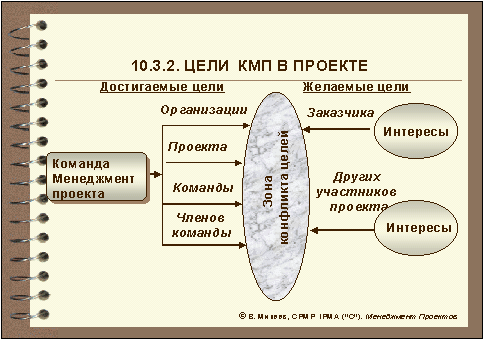 10.3.2. ЦЕЛИ КМП В ПРОЕКТЕ
Достигаемые цели
Желаемые цели
Организации
Проекта
Команды
Членов
команды
Команда
Менеджмент
проекта
Зона
конфликта целей
Заказчика
Интересы
Других
участников
проекта
Интересы
© В. Михеев, CPMP IPMA ("C"). Менеджмент Проектов